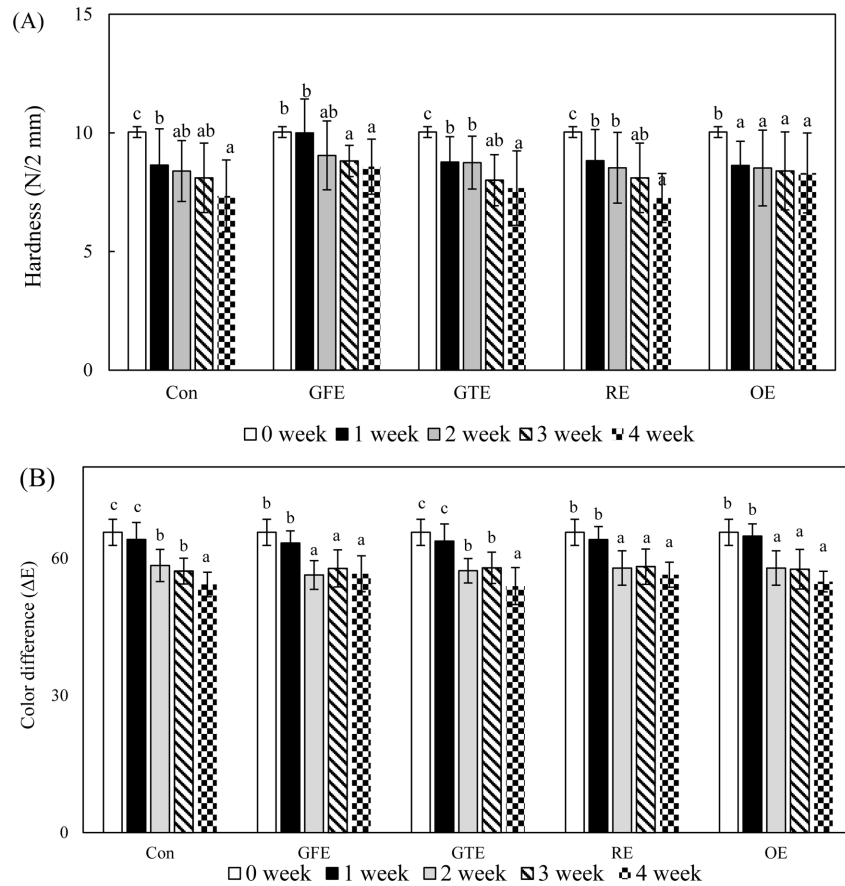 (A)
15
10
5
0
Hardness (N/2 mm)
c b ab ab a
b b ab a a
c b b ab a
c b b ab a
b a a a a
Con GFE GTE RE OE
0 week 1 week 2 week 3 week 4 week
(B)
60
30
0
Color difference (ΔE)
c c b b a
b b a a a
c c b b a
b b a a a
b b a a a
Con GFE GTE RE OE
0 week 1 week 2 week 3 week 4 week